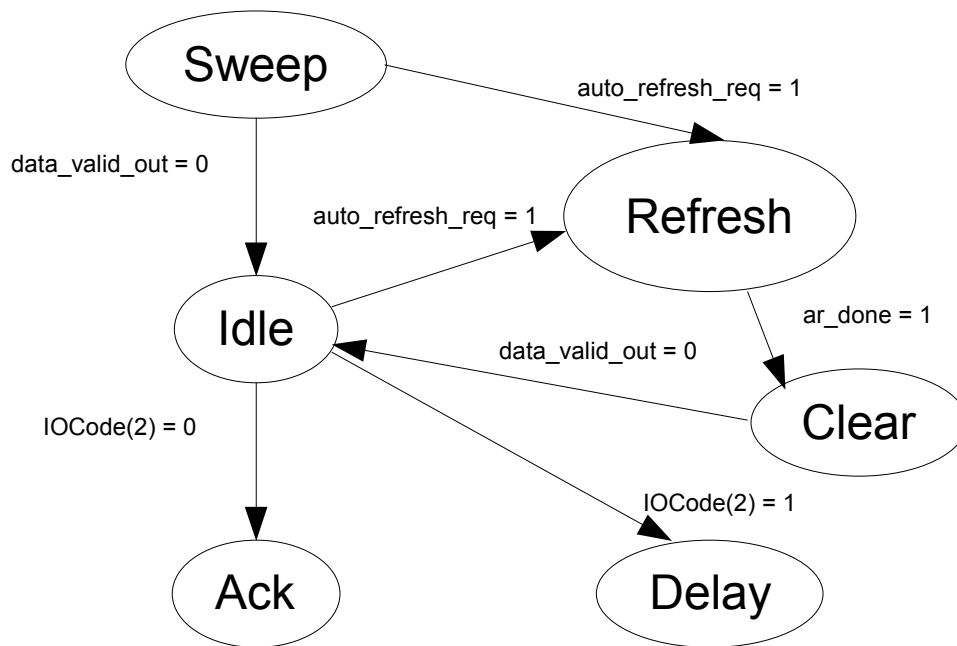 Sweep
auto_refresh_req = 1
data_valid_out = 0
auto_refresh_req = 1
Refresh
Idle
ar_done = 1
data_valid_out = 0
IOCode(2) = 0
Clear
IOCode(2) = 1
Ack
Delay